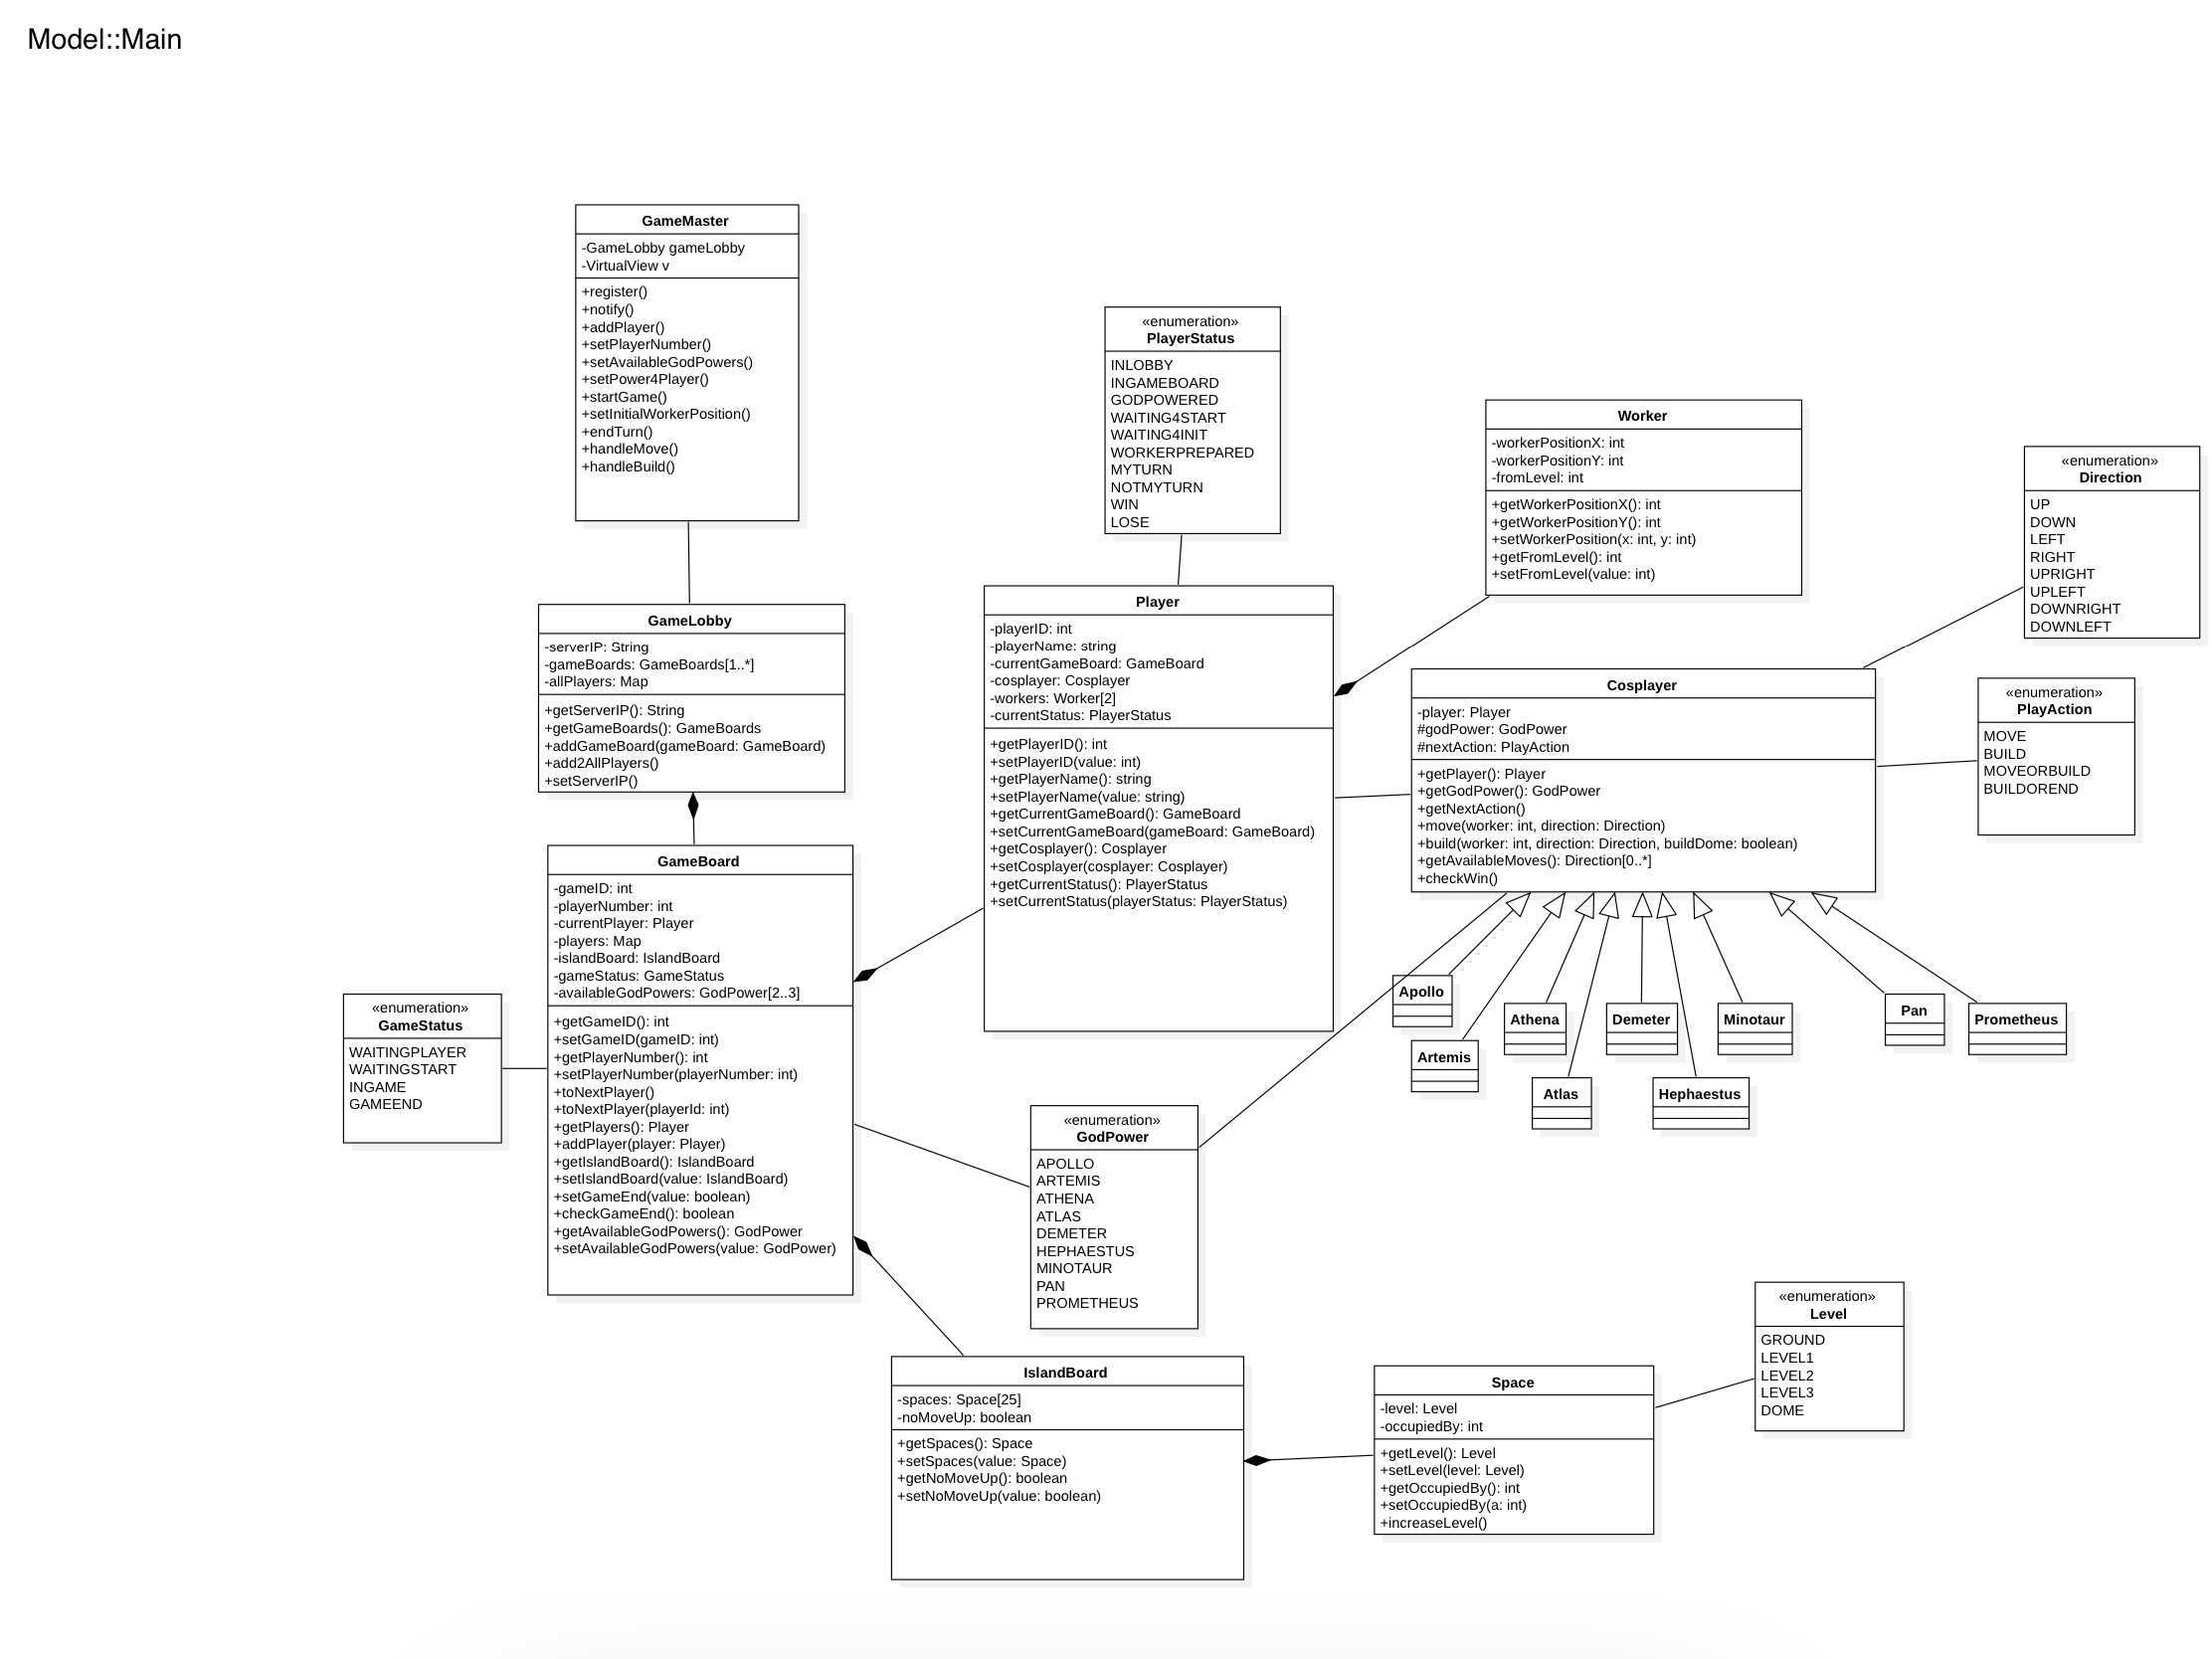 Model::Main
GameMaster
-GameLobby gameLobby
-VirtualView v
+register()
+notify()
+addPlayer()
+setPlayerNumber()
+setAvailableGodPowers()
+setPower4Player()
+startGame()
+setInitialWorkerPosition()
+endTurn()
+handleMove()
+handleBuild()
«enumeration»
PlayerStatus
INLOBBY
INGAMEBOARD
GODPOWERED
WAITING4START
WAITING4INIT
WORKERPREPARED
MYTURN
NOTMYTURN
WIN
LOSE
Worker
-workerPositionX: int
-workerPositionY: int
-fromLevel: int
+getWorkerPositionX(): int
+getWorkerPositionY(): int
+setWorkerPosition(x: int, y: int)
+getFromLevel(): int
+setFromLevel(value: int)
«enumeration»
Direction
UP
DOWN
LEFT
RIGHT
UPRIGHT
UPLEFT
DOWNRIGHT
DOWNLEFT
GameLobby
-serverIP: String
-gameBoards: GameBoards[1..*]
-allPlayers: Map
+getServerIP(): String
+getGameBoards(): GameBoards
+addGameBoard(gameBoard: GameBoard)
+add2AllPlayers()
+setServerIP()
Player
-playerID: int
-playerName: string
-currentGameBoard: GameBoard
-cosplayer: Cosplayer
-workers: Worker[2]
-currentStatus: PlayerStatus
+getPlayerID(): int
+setPlayerID(value: int)
+getPlayerName(): string
+setPlayerName(value: string)
+getCurrentGameBoard(): GameBoard
+setCurrentGameBoard(gameBoard: GameBoard)
+getCosplayer(): Cosplayer
+setCosplayer(cosplayer: Cosplayer)
+getCurrentStatus(): PlayerStatus
+setCurrentStatus(playerStatus: PlayerStatus)
Cosplayer
-player: Player
#godPower: GodPower
#nextAction: PlayAction
+getPlayer(): Player
+getGodPower(): GodPower
+getNextAction()
+move(worker: int, direction: Direction)
+build(worker: int, direction: Direction, buildDome: boolean)
+getAvailableMoves(): Direction[0..*]
+checkWin()
«enumeration»
PlayAction
MOVE
BUILD
MOVEORBUILD
BUILDOREND
GameBoard
-gameID: int
-playerNumber: int
-currentPlayer: Player
-players: Map
-islandBoard: IslandBoard
-gameStatus: GameStatus
-availableGodPowers: GodPower[2..3]
+getGameID(): int
+setGameID(gameID: int)
+getPlayerNumber(): int
+setPlayerNumber(playerNumber: int)
+toNextPlayer()
+toNextPlayer(playerId: int)
+getPlayers(): Player
+addPlayer(player: Player)
+getIslandBoard(): IslandBoard
+setIslandBoard(value: IslandBoard)
+setGameEnd(value: boolean)
+checkGameEnd(): boolean
+getAvailableGodPowers(): GodPower
+setAvailableGodPowers(value: GodPower)
«enumeration»
GameStatus
WAITINGPLAYER
WAITINGSTART
INGAME
GAMEEND
Apollo
Artemis
Athena
Atlas
Demeter
Hephaestus
Minotaur
Pan
Prometheus
«enumeration»
GodPower
APOLLO
ARTEMIS
ATHENA
ATLAS
DEMETER
HEPHAESTUS
MINOTAUR
PAN
PROMETHEUS
IslandBoard
-spaces: Space[25]
-noMoveUp: boolean
+getSpaces(): Space
+setSpaces(value: Space)
+getNoMoveUp(): boolean
+setNoMoveUp(value: boolean)
Space
-level: Level
-occupiedBy: int
+getLevel(): Level
+setLevel(level: Level)
+getOccupiedBy(): int
+setOccupiedBy(a: int)
+increaseLevel()
«enumeration»
Level
GROUND
LEVEL1
LEVEL2
LEVEL3
DOME